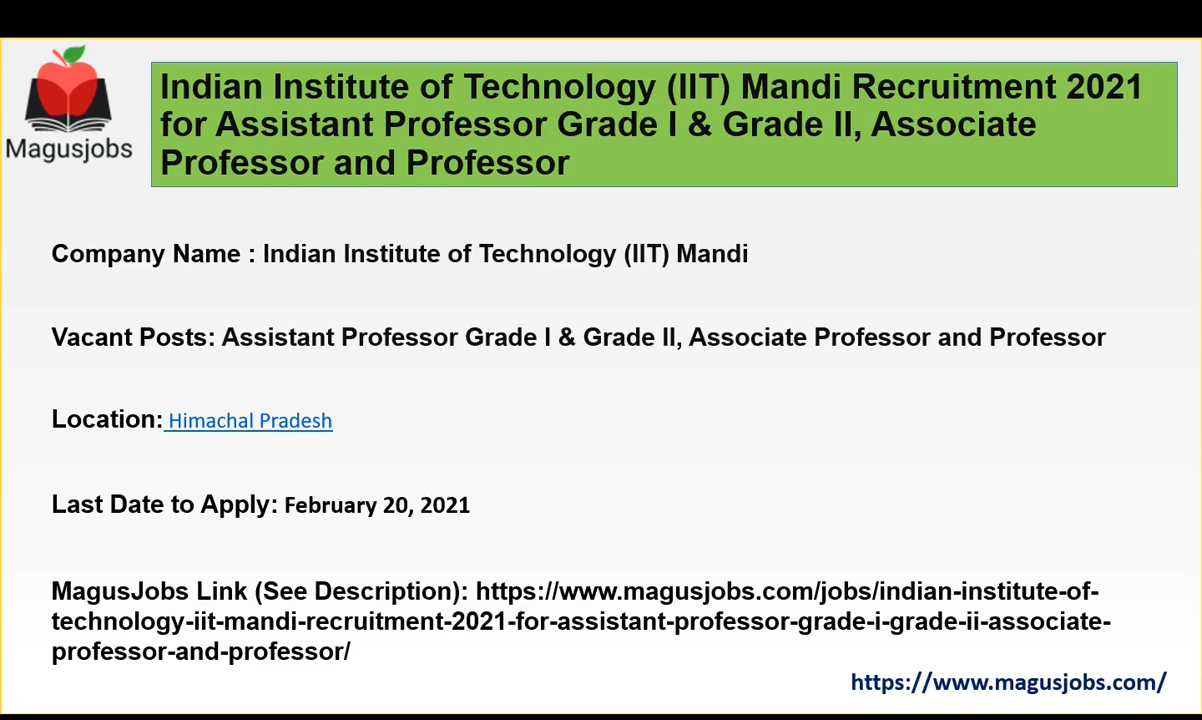 Magusjobs
Indian Institute of Technology (IIT) Mandi Recruitment 2021
for Assistant Professor Grade I & Grade II, Associate
Professor and Professor
Company Name : Indian Institute of Technology (IIT) Mandi
Vacant Posts: Assistant Professor Grade I & Grade II, Associate Professor and Professor
Location: Himachal Pradesh
Last Date to Apply: February 20, 2021
MagusJobs Link (See Description): https://www.magusjobs.com/jobs/indian-institute-of-
technology-iit-mandi-recruitment-2021-for-assistant-professor-grade-i-grade-ii-associate-
professor-and-professor/
https://www.magusjobs.com/